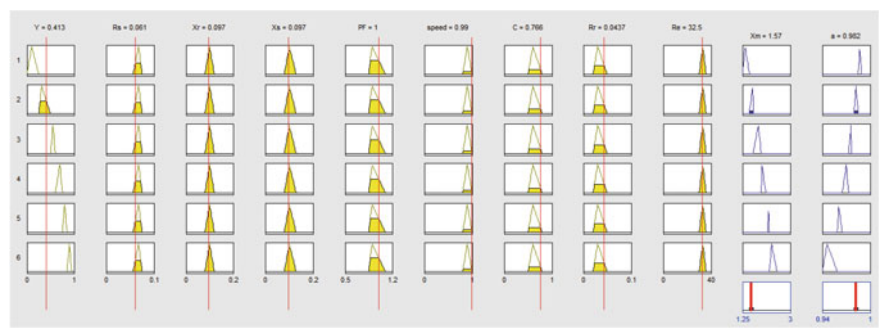 Y = 0.413 Rs = 0.061 Xr = 0.097 Xs = 0.097 PF = 1 speed = 0.99 C = 0.766 Rr = 0.0437 Re = 32.5 Xm = 1.57 a = 0.982
1
2
3
4
5
6
0 1 0 0.1 0 0.2 0 0.2 0.5 1.2 0 1 0 1 0 0.1 0 40
1.25 3 0.94 1